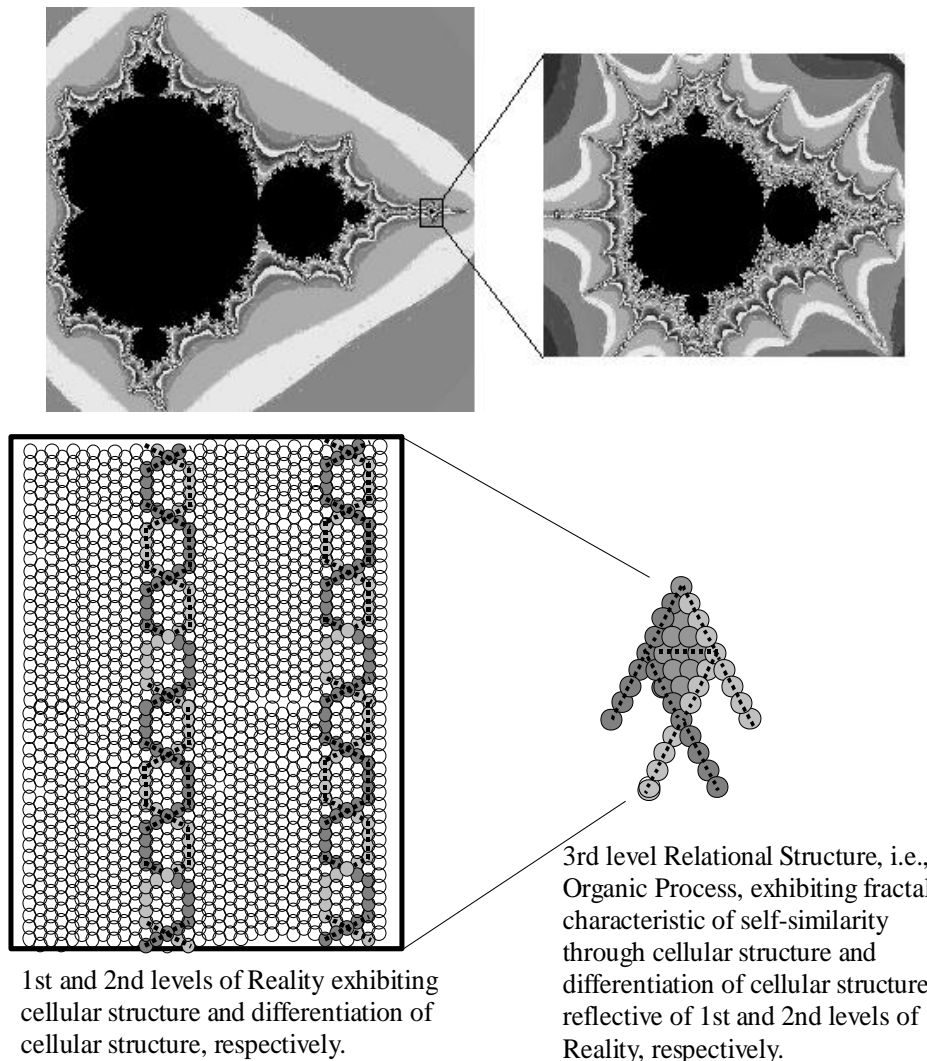 1st and 2nd levels of Reality exhibiting
cellular structure and differentiation of
cellular structure, respectively.
3rd level Relational Structure, i.e.,
Organic Process, exhibiting fractal
characteristic of self-similarity
through cellular structure and
differentiation of cellular structure
reflective of 1st and 2nd levels of
Reality, respectively.